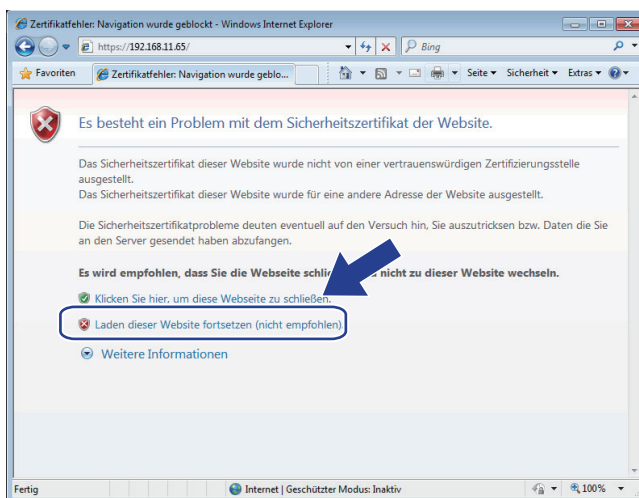 Zertifikatfehler: Navigation wurde geblockt - Windows Internet Explorer
https://192.168.11.65/
Bing
Favoriten
Zertifikatfehler: Navigation wurde geblo...
Seite
Sicherheit
Extras
Es besteht ein Problem mit dem Sicherheitszertifikat der Website.
Das Sicherheitszertifikat dieser Website wurde nicht von einer vertrauenswürdigen Zertifizierungsstelle
ausgestellt.
Das Sicherheitszertifikat dieser Website wurde für eine andere Adresse der Website ausgestellt.
Die Sicherheitszertifikatprobleme deuten eventuell auf den Versuch hin, Sie auszutricksen bzw. Daten die Sie
an den Server gesendet haben abzufangen.
Es wird empfohlen, dass Sie die Webseite nicht zu dieser Website wechseln.
Klicken Sie hier, um diese Webseite zu schließen.
Laden dieser Website fortsetzen (nicht empfohlen).
Weitere Informationen
Fertig
Internet | Geschützter Modus: Inaktiv
100%